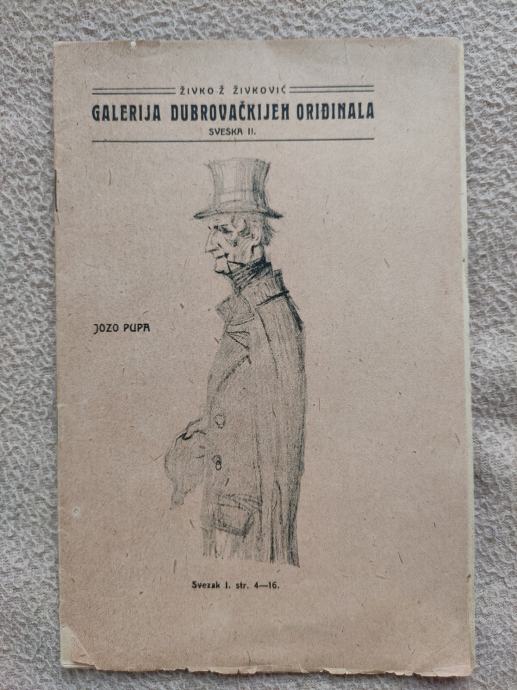 ŽIVKO Ž ŽIVKOVIĆ
GALERIJA DUBROVAČKIJEH ORIĐINALA
SVESKA II.
JOZO PUPA
Svezak I. str. 4—16.